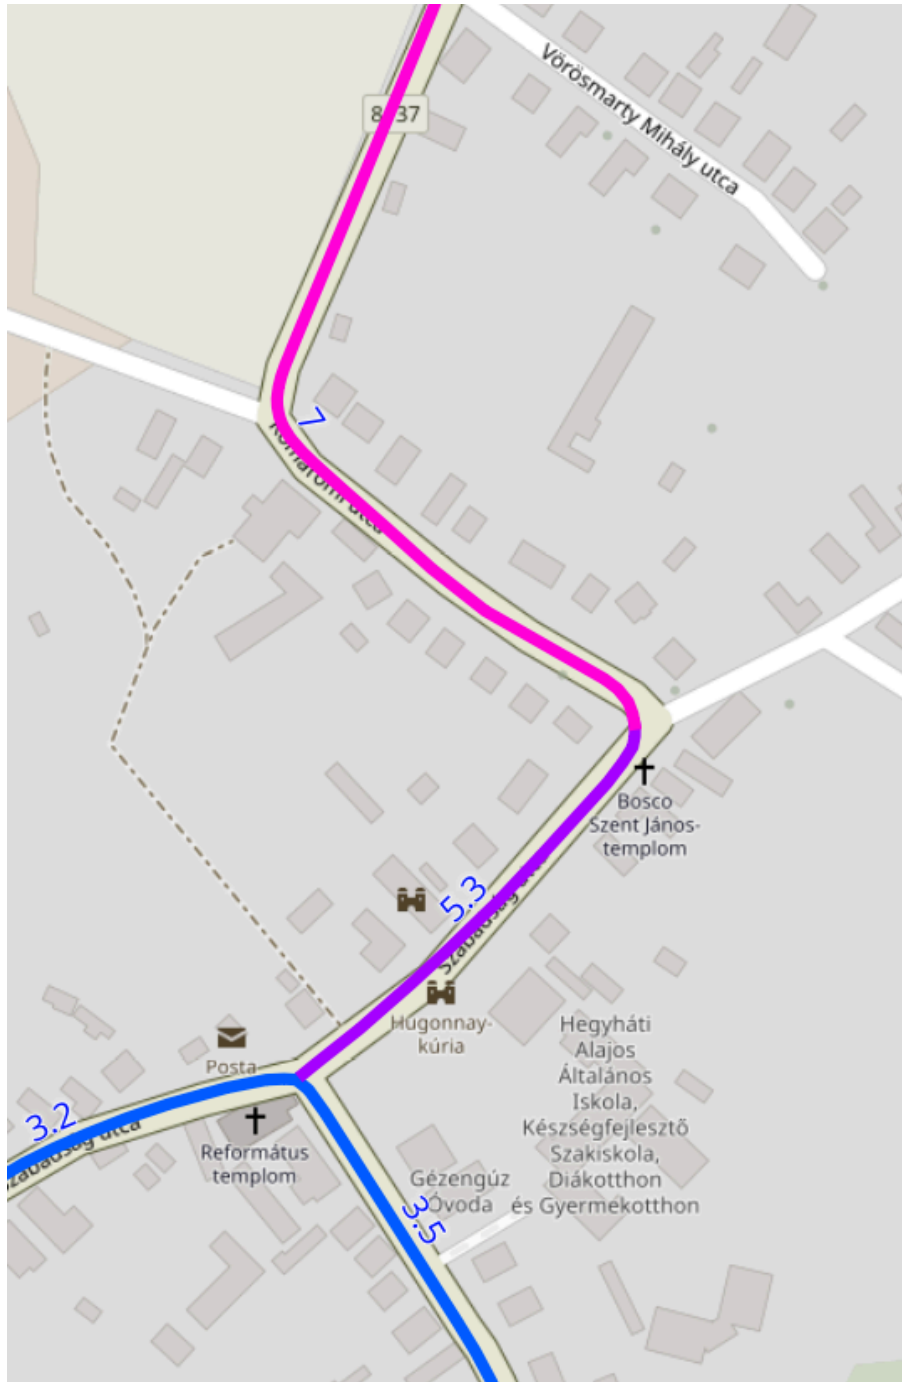 Vörösmarty Mihály utca
7
Bosco
Szent János-
templom
5.3
Hugonnay-
kúria
Hegyháti
Alajos
Általános
Iskola,
Készségfejlesztő
Szakiskola,
Diákotthon
és Gyermekotthon
Posta
3.2
Református
templom
Gézengúz
Óvoda
3.5